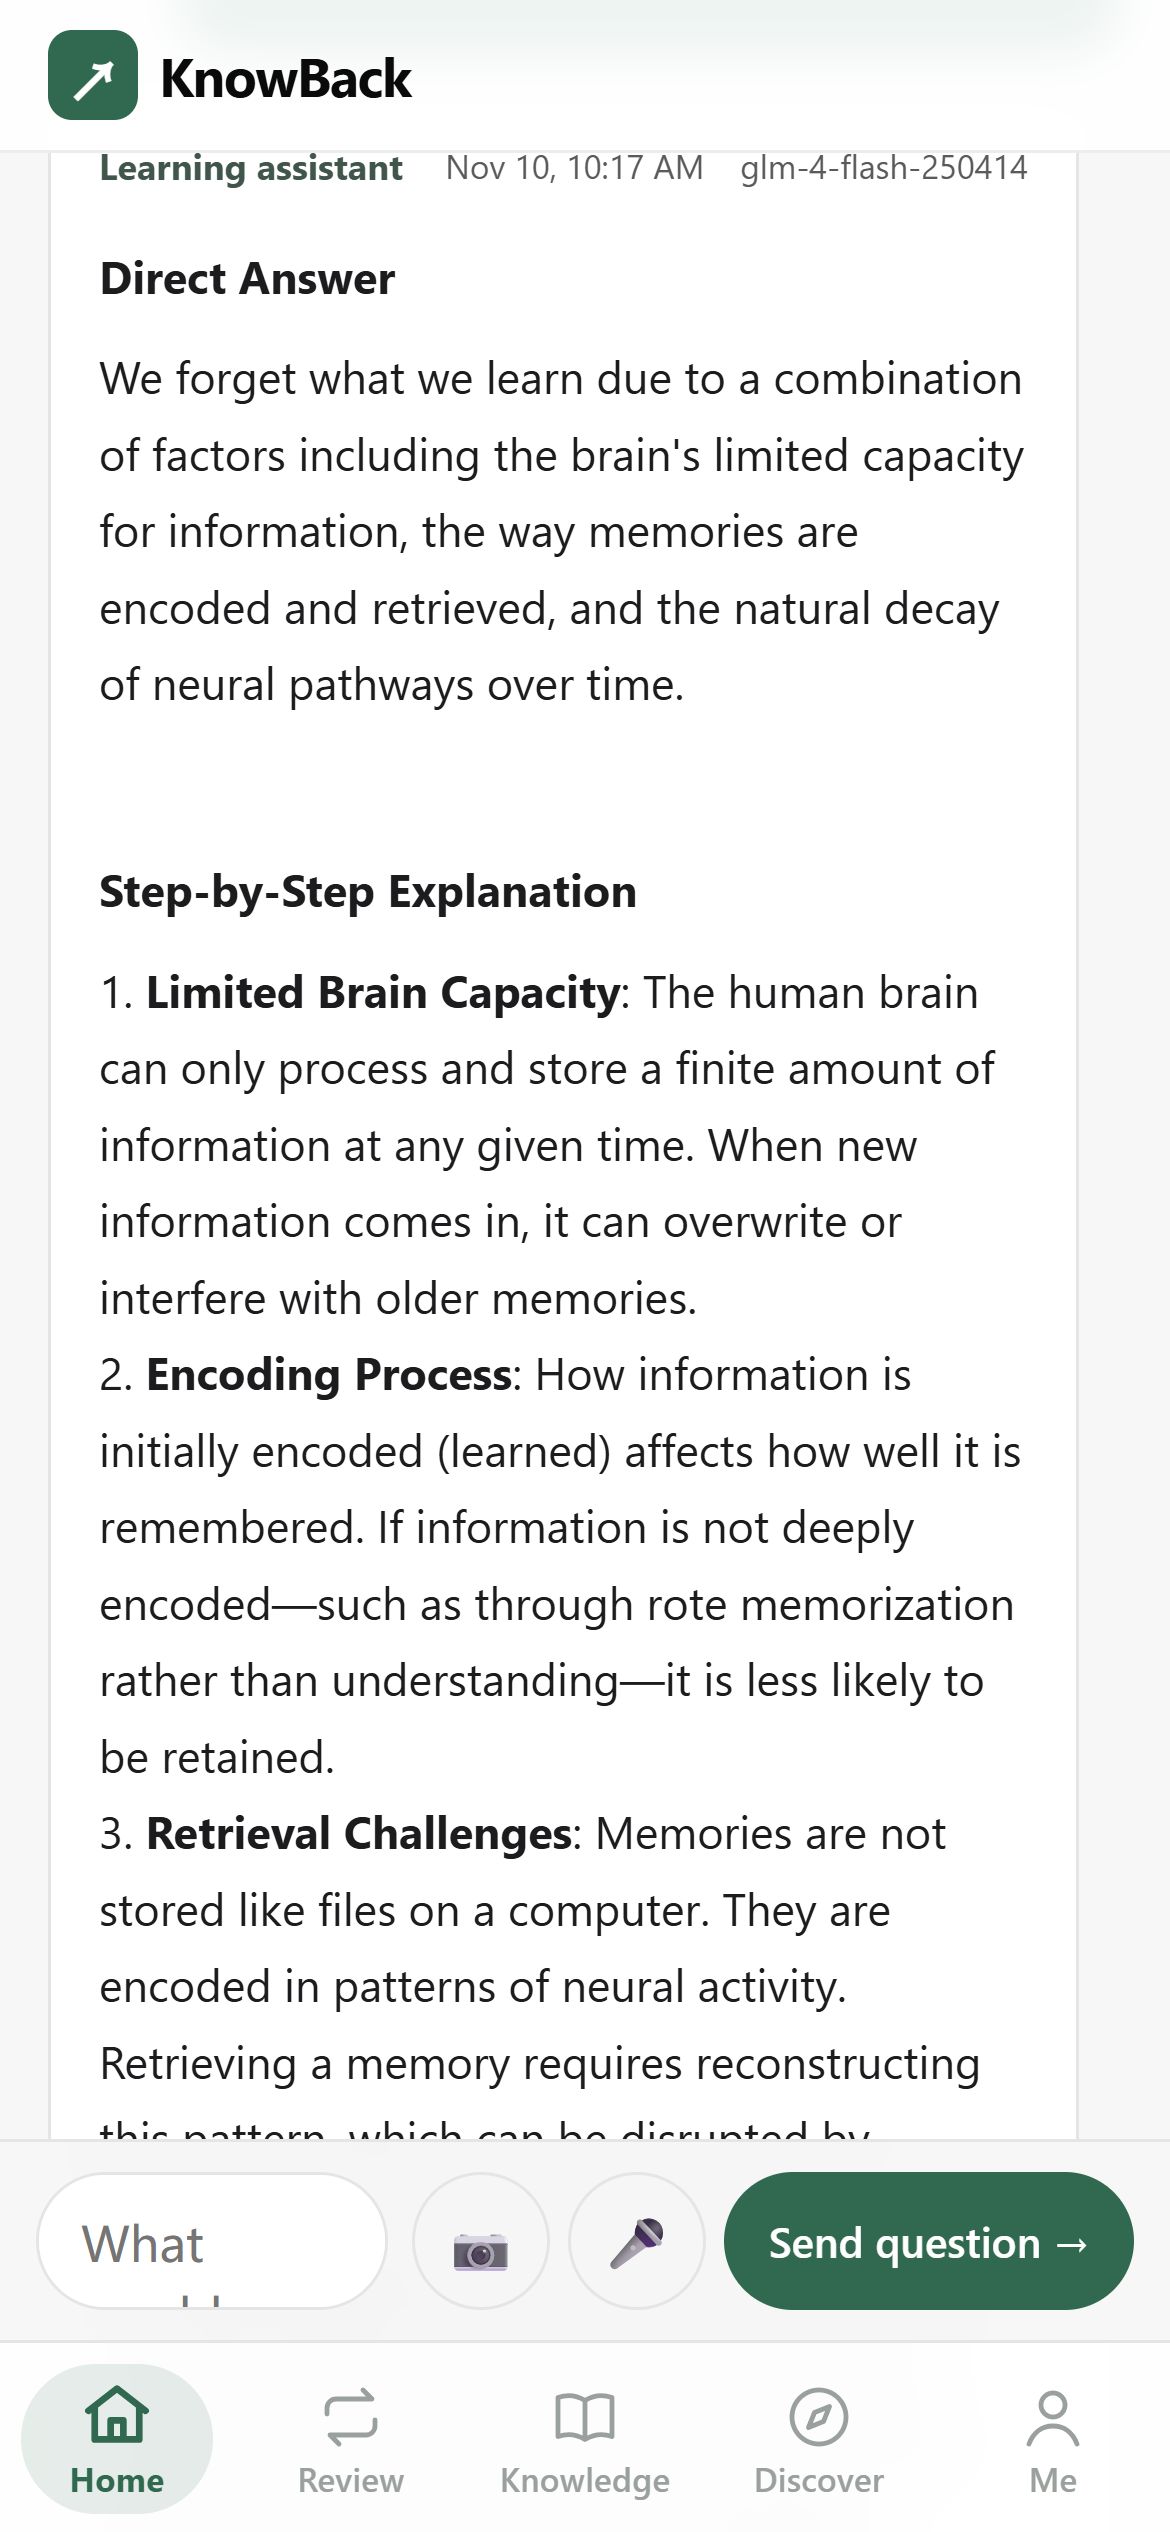 KnowBack
Learning assistant Nov 10, 10:17 AM glm-4-flash-250414
Direct Answer
We forget what we learn due to a combination
of factors including the brain's limited capacity
for information, the way memories are
encoded and retrieved, and the natural decay
of neural pathways over time.
Step-by-Step Explanation
1. Limited Brain Capacity: The human brain
can only process and store a finite amount of
information at any given time. When new
information comes in, it can overwrite or
interfere with older memories.
2. Encoding Process: How information is
initially encoded (learned) affects how well it is
remembered. If information is not deeply
encoded—such as through rote memorization
rather than understanding—it is less likely to
be retained.
3. Retrieval Challenges: Memories are not
stored like files on a computer. They are
encoded in patterns of neural activity.
Retrieving a memory requires reconstructing
this pattern, which can be disrupted by
What
Send question →
Home Review Knowledge Discover Me